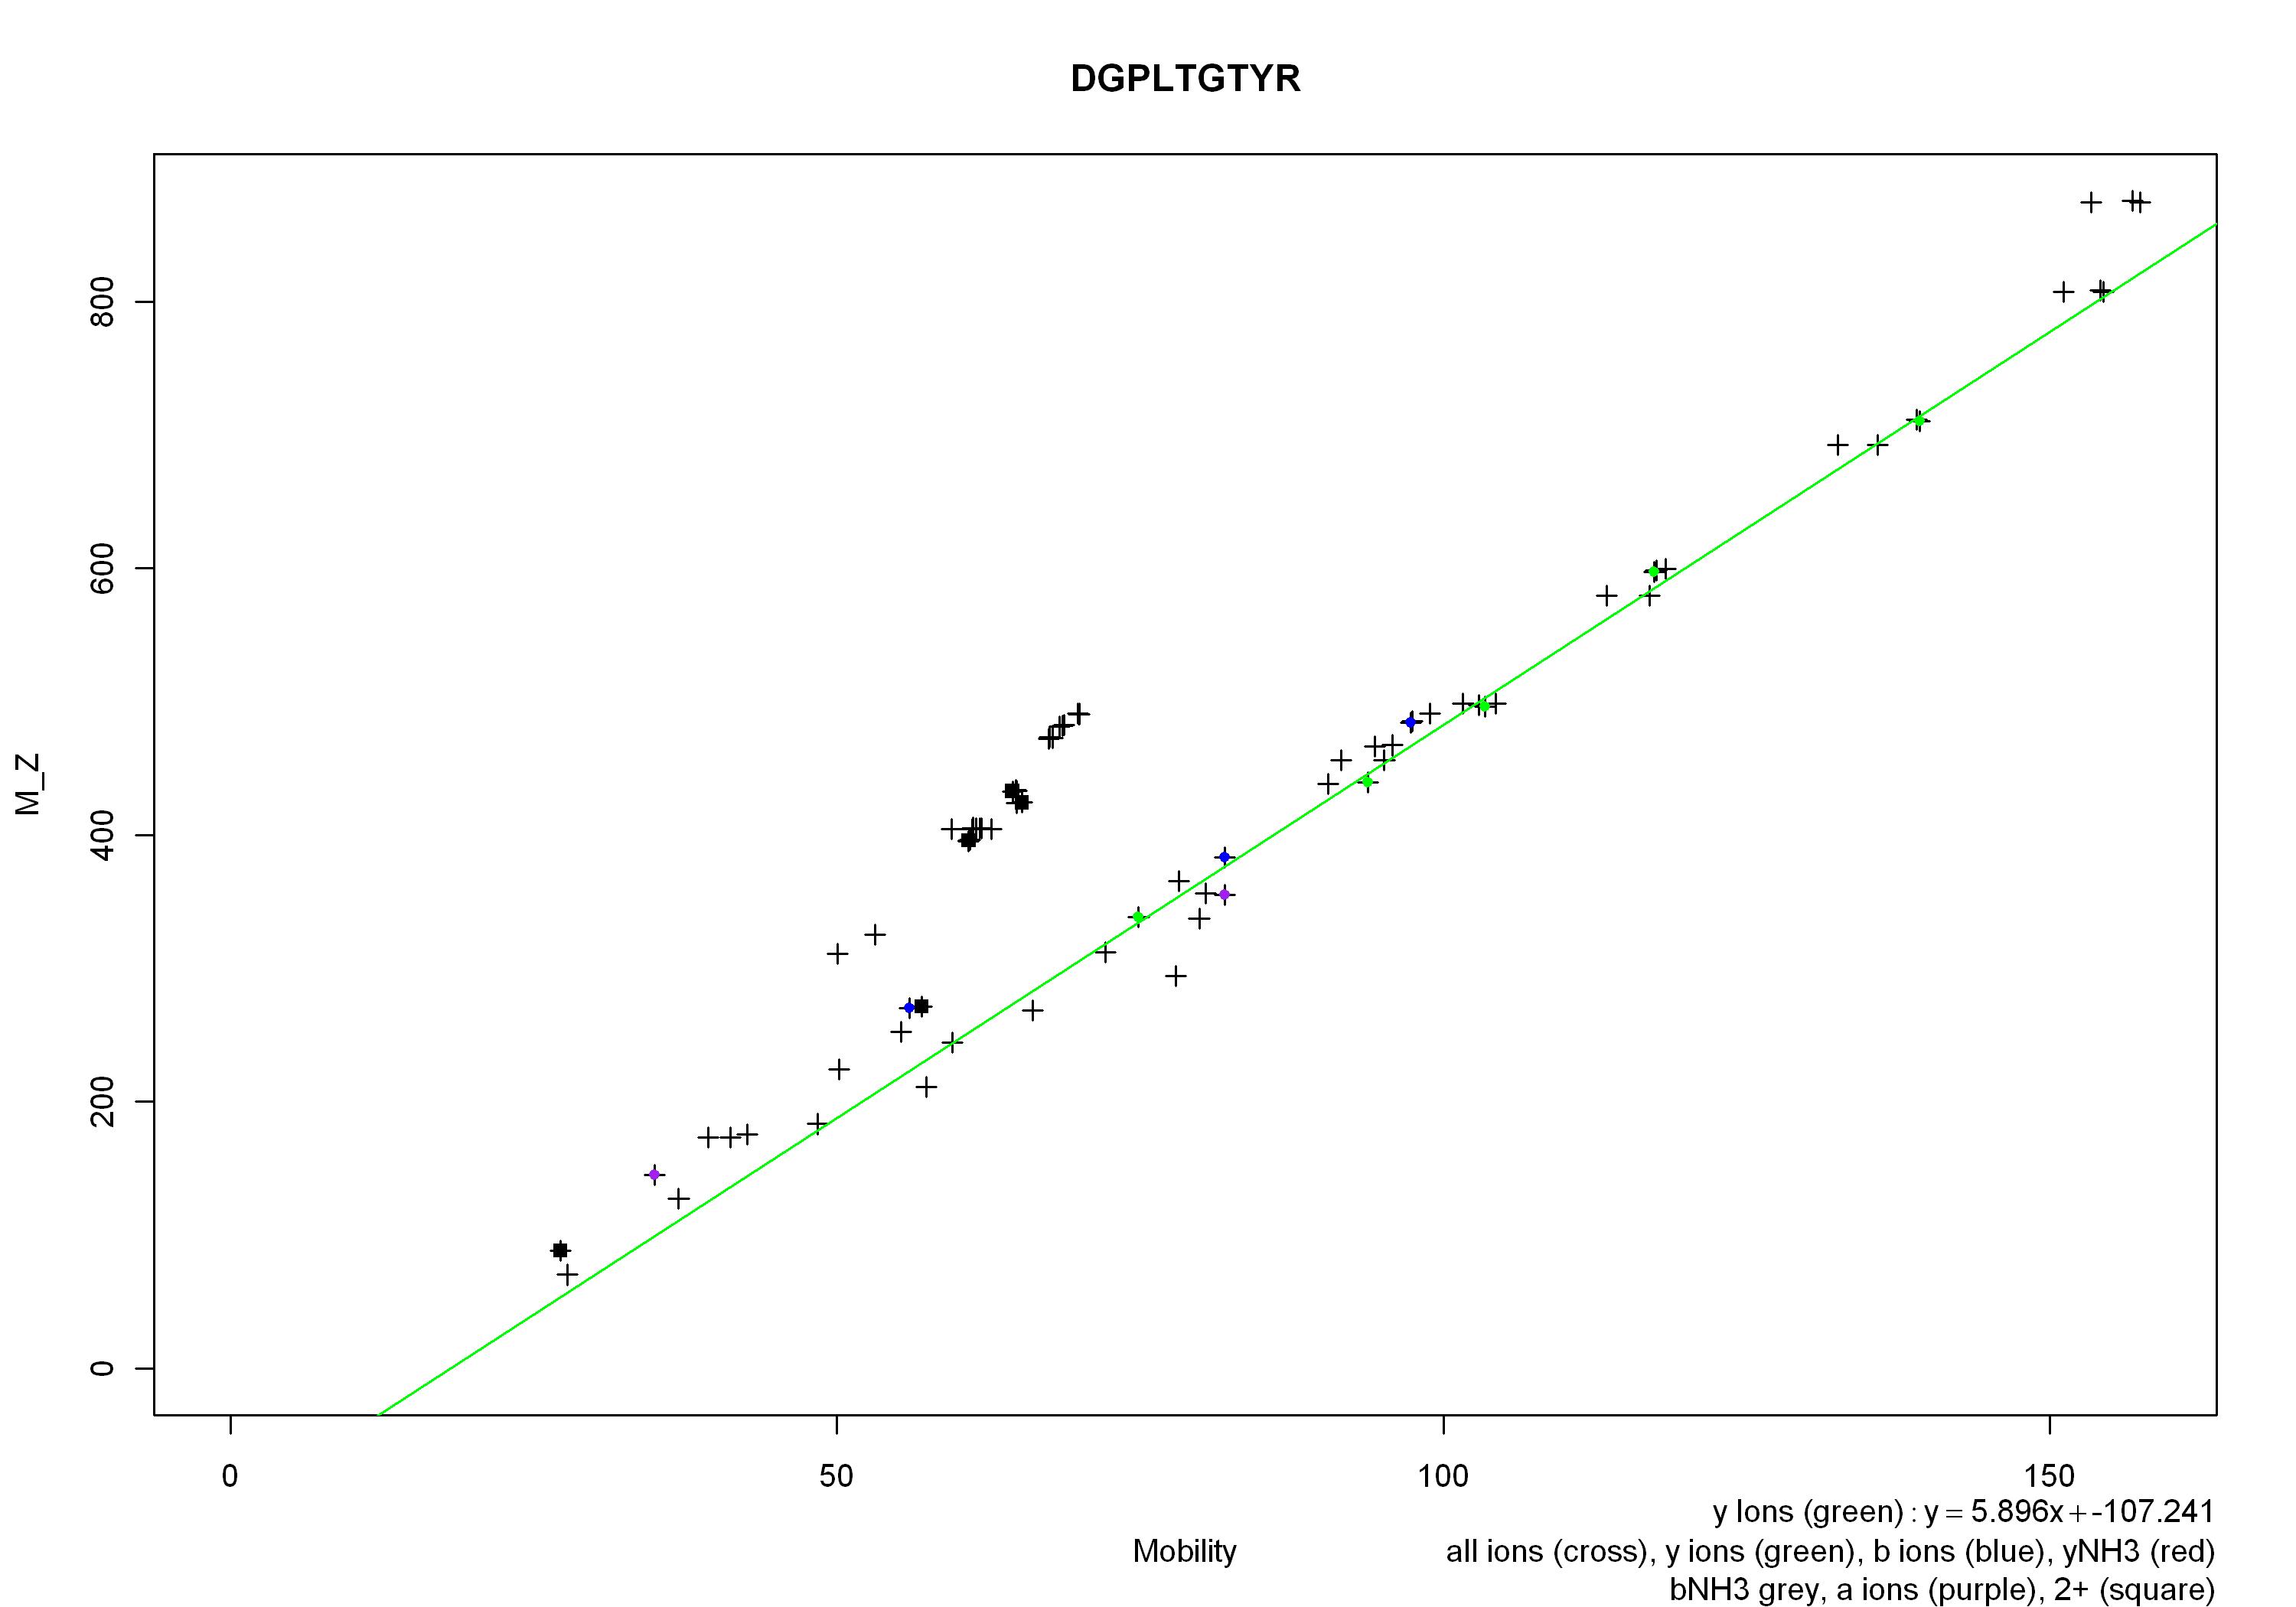 DGPLTGTYR
800
600
400
200
0
M_Z
0 50 100 150
y Ions (green) : y = 5.896x + -107.241
Mobility
all ions (cross), y ions (green), b ions (blue), yNH3 (red)
bNH3 grey, a ions (purple), 2+ (square)